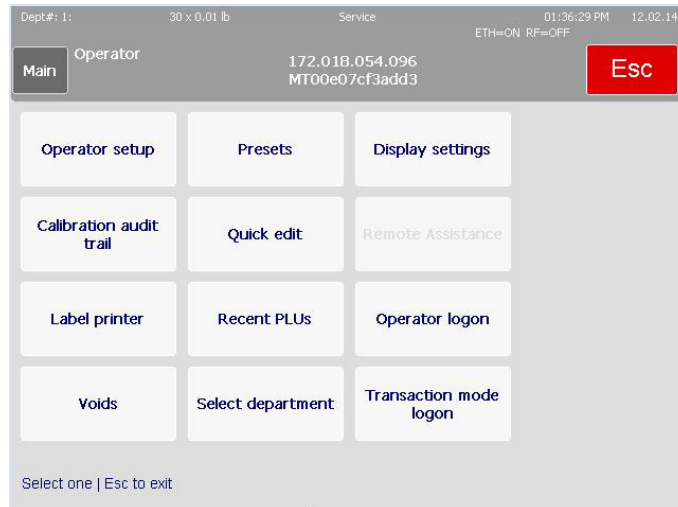 Dept#: 1: 30 x 0.01 lb Service 01:36:29 PM 12.02.14
ETH=ON RF=OFF
Main Operator 172.018.054.096 Esc
MT00e07cf3add3
Operator setup Presets Display settings
Calibration audit
trail
Quick edit Remote Assistance
Label printer Recent PLUs Operator logon
Voids Select department Transaction mode
logon
Select one | Esc to exit